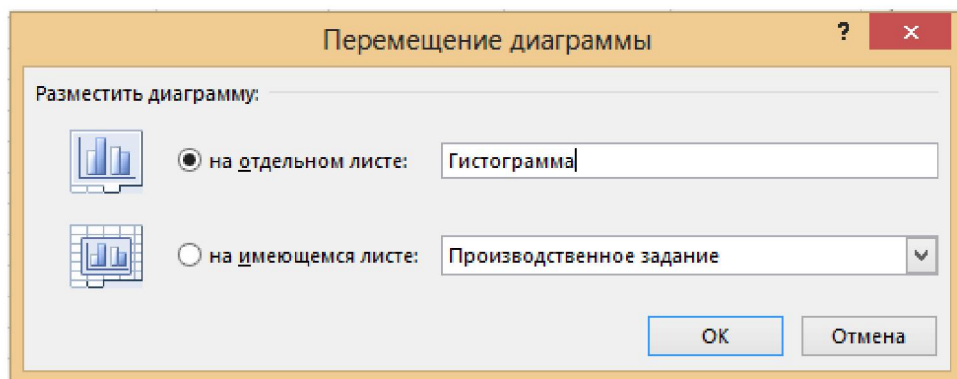 Перемещение диаграммы ?
Разместить диаграмму:
на отдельном листе: Гистограмма
на имеющемся листе: Производственное задание
ОК Отмена